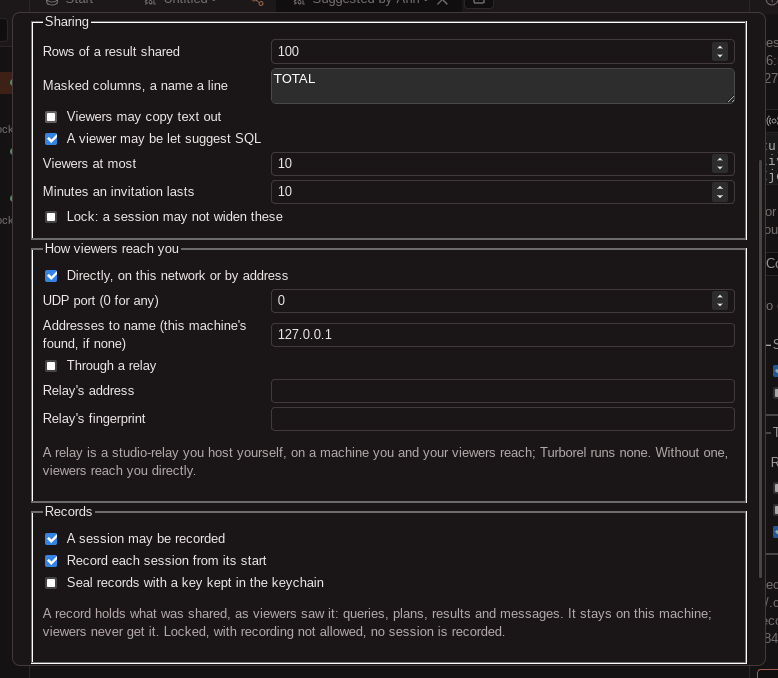 Start
Sharing
Rows of a result shared
100
Masked columns, a name a line
TOTAL
Viewers may copy text out
A viewer may be let suggest SQL
Viewers at most
10
Minutes an invitation lasts
10
Lock: a session may not widen these
How viewers reach you
Directly, on this network or by address
UDP port (0 for any)
0
Addresses to name (this machine's
found, if none)
127.0.0.1
Through a relay
Relay's address
Relay's fingerprint
A relay is a studio-relay you host yourself, on a machine you and your viewers reach; Turborel runs none. Without one,
viewers reach you directly.
Records
A session may be recorded
Record each session from its start
Seal records with a key kept in the keychain
A record holds what was shared, as viewers saw it: queries, plans, results and messages. It stays on this machine;
viewers never get it. Locked, with recording not allowed, no session is recorded.